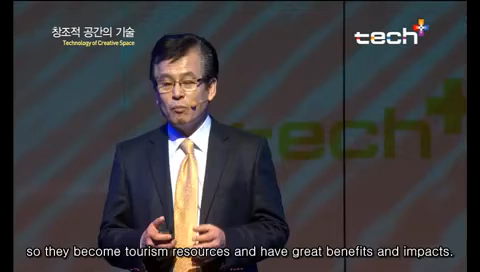 창조적 공간의 기술
Technology of Creative Space
tech+
tech+
so they become tourism resources and have great benefits and impacts.